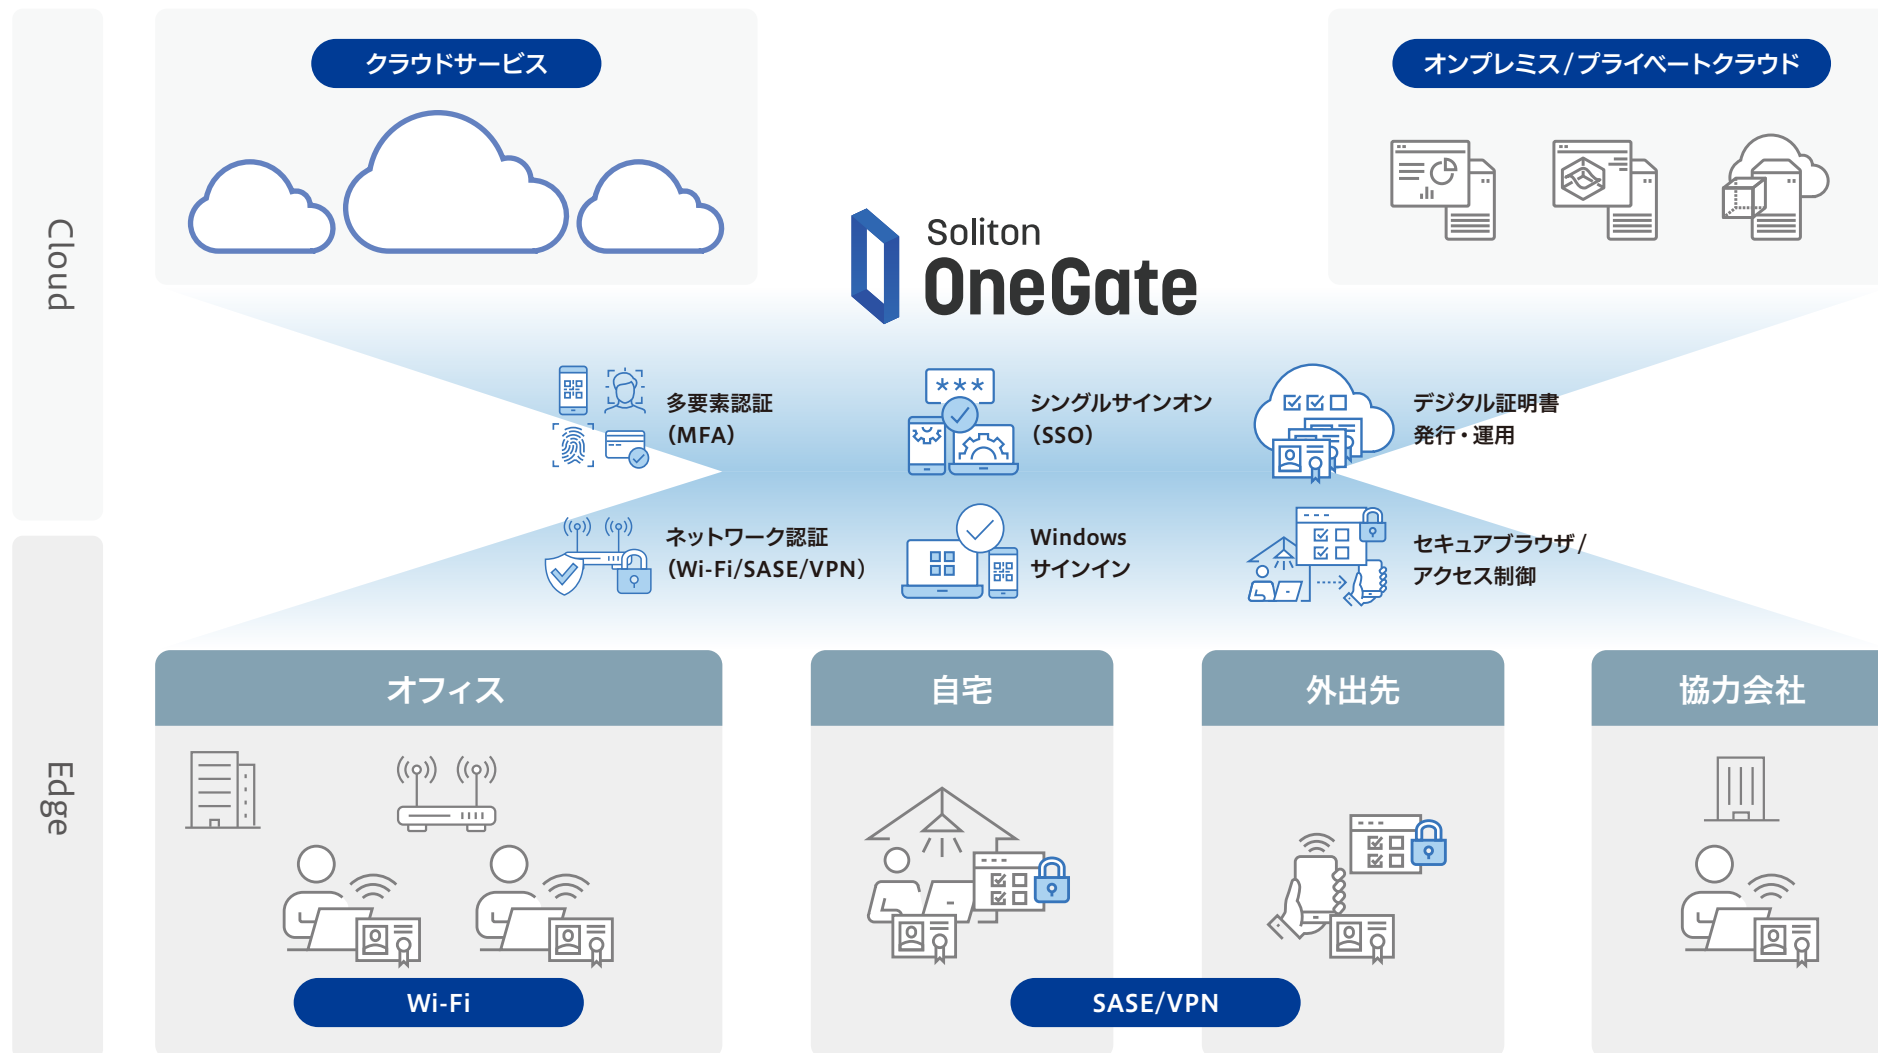 クラウドサービス
オンプレミス/プライベートクラウド
Cloud
Soliton
OneGate
多要素認証
（MFA）
シングルサインオン
（SSO）
デジタル証明書
発行・運用
ネットワーク認証
（Wi-Fi/SASE/VPN）
Windows
サインイン
セキュアブラウザ/
アクセス制御
Edge
オフィス
自宅
外出先
協力会社
Wi-Fi
SASE/VPN